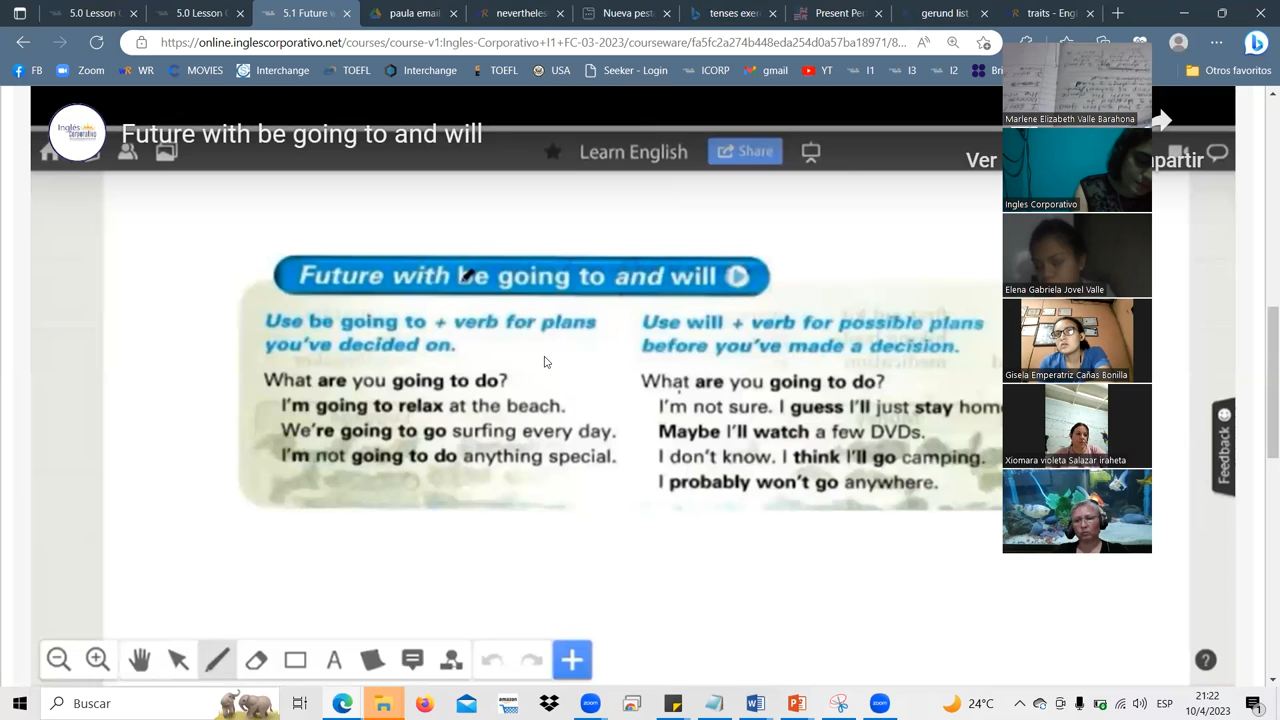 5.0 Lesson
5.0 Lesson
5.1 Future w
paula email
nevertheles
Nueva pest
tenses exer
Present Per
gerund list
https://online.inglescorporativo.net/courses/course-v1:Ingles-Corporativo+I1+FC-03-2023/courseware/fa5fc2a274b448eda254d0a57ba18971/8...
FB
Zoom
WR
MOVIES
Interchange
TOEFL
Interchange
TOEFL
USA
Seeker - Login
ICORP
gmail
YT
I3
I2
Bri
Otros favoritos
Future with be going to and will
Learn English
Share
Ver
partir
Future with be going to and will
Use be going to + verb for plans
you've decided on.
What are you going to do?
I'm going to relax at the beach.
We're going to go surfing every day.
I'm not going to do anything special.
Use will + verb for possible plans
before you've made a decision.
What are you going to do?
I'm not sure. I guess I'll just stay hom
Maybe I'll watch a few DVDs.
I don't know. I think I'll go camping.
I probably won't go anywhere.
Marlene Elizabeth Valle Barahona
Ingles Corporativo
Elena Gabriela Jovel Valle
Gisela Emperatriz Cañas Bonilla
Xiomara violeta Salazar iraheta
Feedback
Buscar
24°C
ESP
21:22
10/4/2023